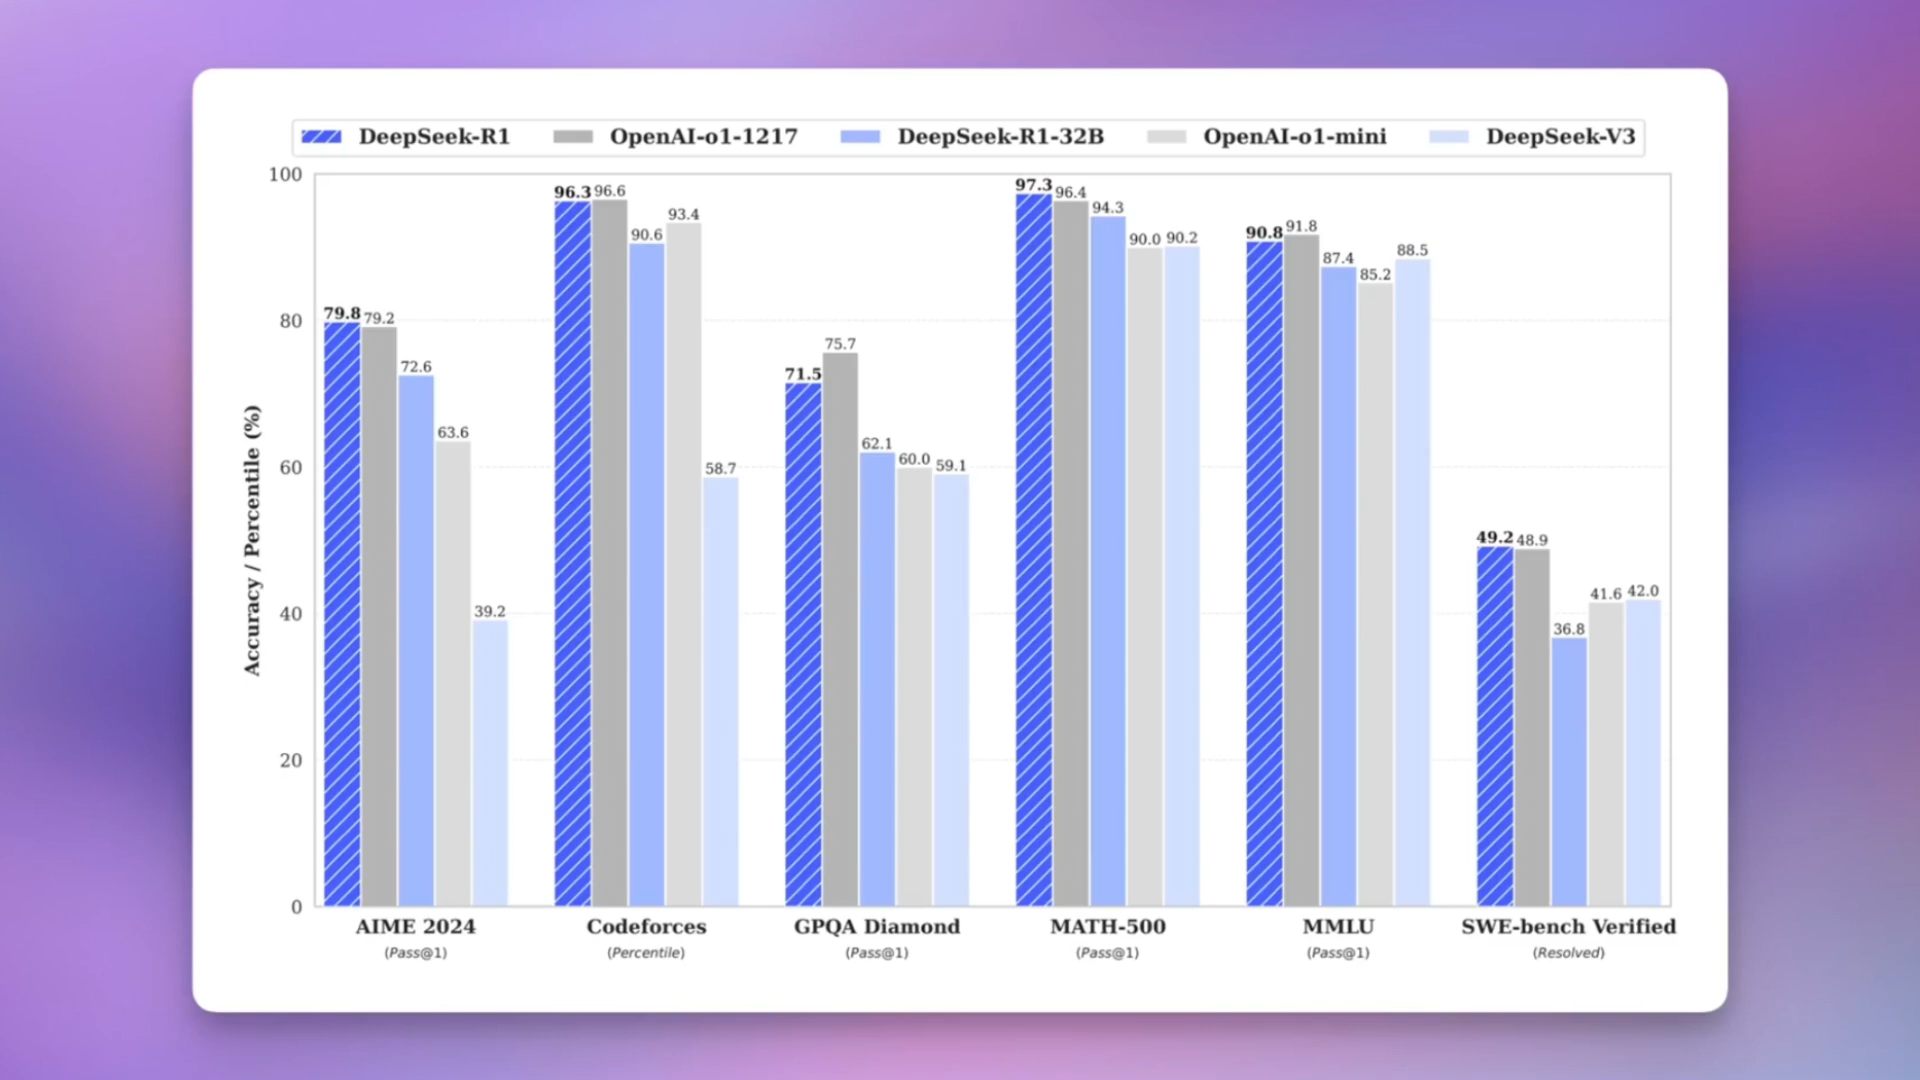 DeepSeek-R1 OpenAI-o1-1217 DeepSeek-R1-32B OpenAI-o1-mini DeepSeek-V3
Accuracy / Percentile (%)
100
80
60
40
20
0
79.8 79.2 72.6 63.6 39.2
96.3 96.6 90.6 93.4 58.7
71.5 75.7 62.1 60.0 59.1
97.3 96.4 94.3 90.0 90.2
90.8 91.8 87.4 85.2 88.5
49.2 48.9 36.8 41.6 42.0
AIME 2024
(Pass@1)
Codeforces
(Percentile)
GPQA Diamond
(Pass@1)
MATH-500
(Pass@1)
MMLU
(Pass@1)
SWE-bench Verified
(Resolved)